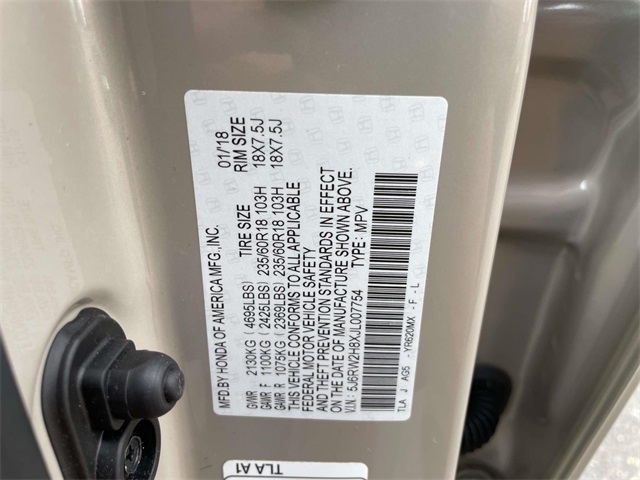 MFD.BY HONDA OF AMERICA MFG.,INC. 01/'18
TIRE SIZE RIM SIZE
GVWR 2130KG (4695LBS)
GAWR F 1100KG (2425LBS) 235/60R18 103H 18X7.5J
GAWR R 1075KG (2369LBS) 235/60R18 103H 18X7.5J
THIS VEHICLE CONFORMS TO ALL APPLICABLE
FEDERAL MOTOR VEHICLE SAFETY
AND THEFT PREVENTION STANDARDS IN EFFECT
ON THE DATE OF MANUFACTURE SHOWN ABOVE.
V.I.N.: 5J6RW2H8XJL007754 TYPE: MPV
TLA J AG5 -YR620MX -F -L
TLA A1